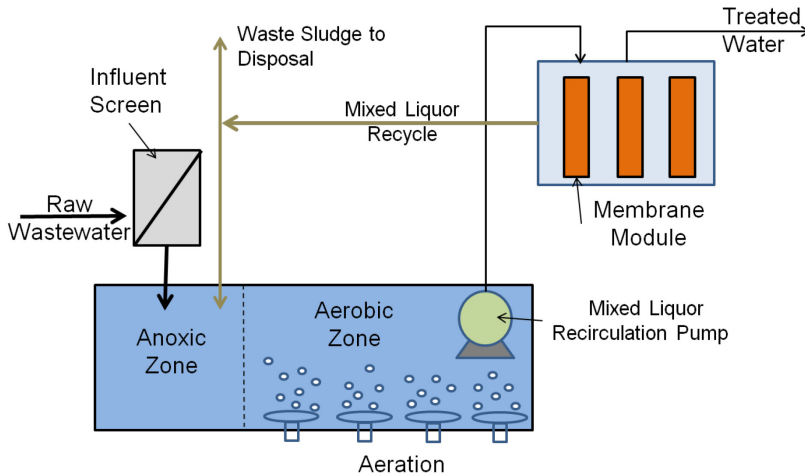 Treated
Water
Waste Sludge to
Disposal
Influent
Screen
Mixed Liquor
Recycle
Raw
Wastewater
Membrane
Module
Anoxic
Zone
Aerobic
Zone
Mixed Liquor
Recirculation Pump
Aeration